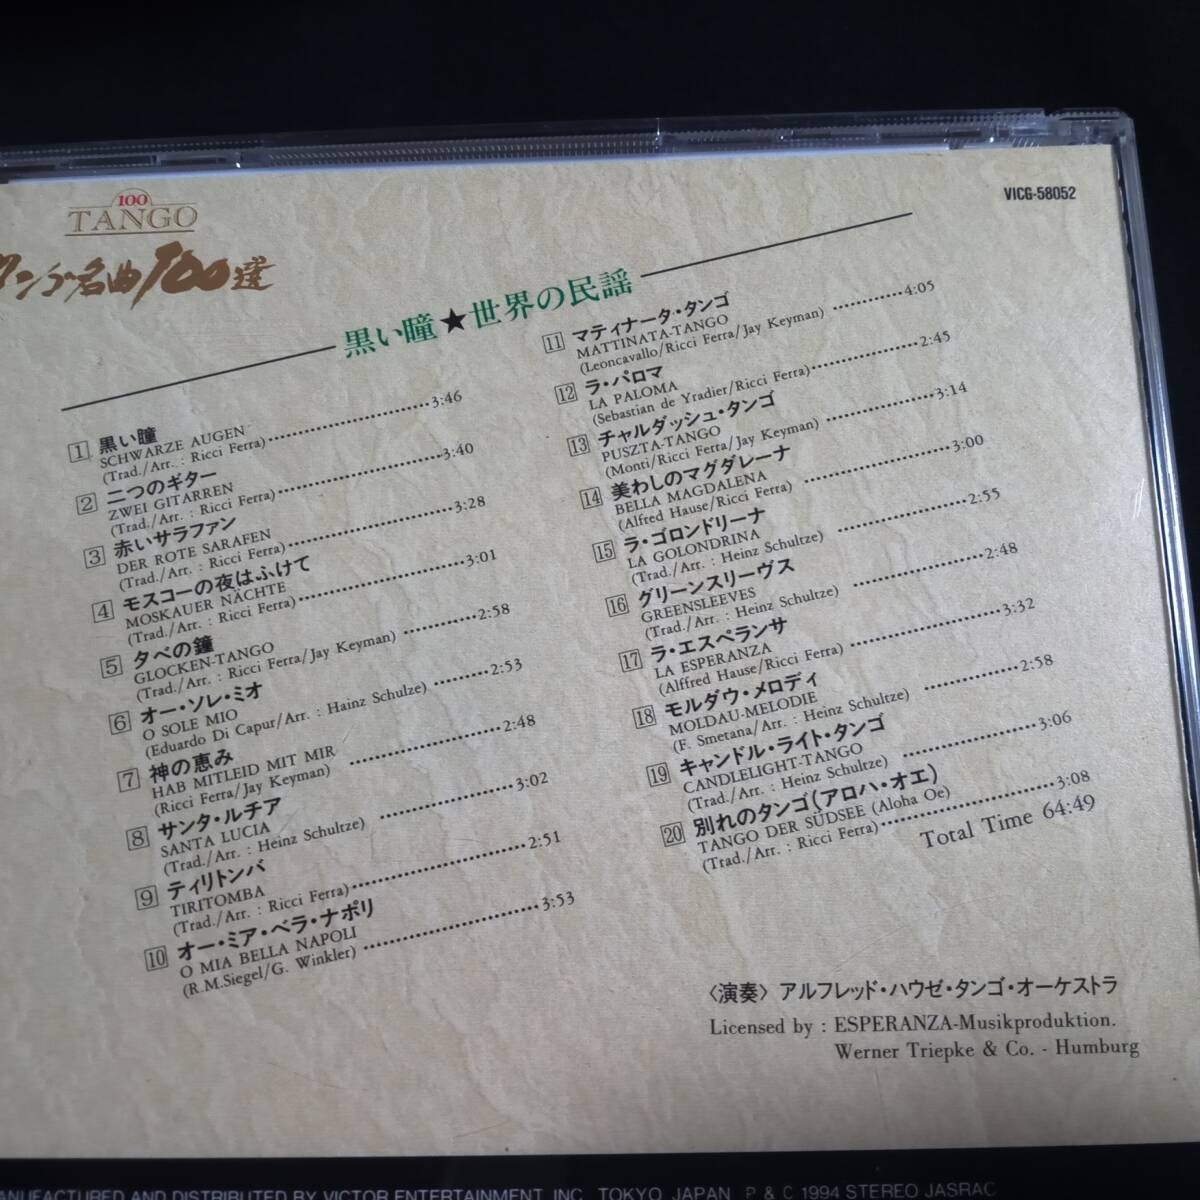 100
TANGO
タンゴ名曲100選
VICG-58052
黒い瞳★世界の民謡
1 黒い瞳
SCHWARZE AUGEN
(Trad./Arr. : Ricci Ferra)‥‥‥3:46
2 二つのギター
ZWEI GITARREN
(Trad./Arr. : Ricci Ferra)‥‥‥3:40
3 赤いサラファン
DER ROTE SARAFEN
(Trad./Arr. : Ricci Ferra)‥‥‥3:28
4 モスコーの夜はふけて
MOSKAUER NÄCHTE
(Trad./Arr. : Ricci Ferra)‥‥‥3:01
5 夕べの鐘
GLOCKEN-TANGO
(Trad./Arr. : Ricci Ferra/Jay Keyman)‥‥‥2:58
6 オー・ソレ・ミオ
O SOLE MIO
(Eduardo Di Capur/Arr. : Hainz Schulze)‥‥‥2:53
7 神の恵み
HAB MITLEID MIT MIR
(Ricci Ferra/Jay Keyman)‥‥‥2:48
8 サンタ・ルチア
SANTA LUCIA
(Trad./Arr. : Heinz Schultze)‥‥‥3:02
9 ティリトンバ
TIRITOMBA
(Trad./Arr. : Ricci Ferra)‥‥‥2:51
10 オー・ミア・ベラ・ナポリ
O MIA BELLA NAPOLI
(R.M.Siegel/G. Winkler)‥‥‥3:53
11 マティナータ・タンゴ
MATTINATA-TANGO
(Leoncavallo/Ricci Ferra/Jay Keyman)‥‥‥4:05
12 ラ・パロマ
LA PALOMA
(Sebastian de Yradier/Ricci Ferra)‥‥‥2:45
13 チャルダッシュ・タンゴ
PUSZTA-TANGO
(Monti/Ricci Ferra/Jay Keyman)‥‥‥3:14
14 美わしのマグダレーナ
BELLA MAGDALENA
(Alfred Hause/Ricci Ferra)‥‥‥3:00
15 ラ・ゴロンドリーナ
LA GOLONDRINA
(Trad./Arr. : Heinz Schultze)‥‥‥2:55
16 グリーンスリーヴス
GREENSLEEVES
(Trad./Arr. : Heinz Schultze)‥‥‥2:48
17 ラ・エスペランサ
LA ESPERANZA
(Alffred Hause/Ricci Ferra)‥‥‥3:32
18 モルダウ・メロディ
MOLDAU-MELODIE
(F. Smetana/Arr. : Heinz Schultze)‥‥‥2:58
19 キャンドル・ライト・タンゴ
CANDLELIGHT-TANGO
(Trad./Arr. : Heinz Schultze)‥‥‥3:06
20 別れのタンゴ(アロハ・オエ)
TANGO DER SÜDSEE (Aloha Oe)
(Trad./Arr. : Ricci Ferra)‥‥‥3:08
Total Time 64:49
〈演奏〉アルフレッド・ハウゼ・タンゴ・オーケストラ
Licensed by : ESPERANZA-Musikproduktion.
Werner Triepke & Co. - Humburg
MANUFACTURED AND DISTRIBUTED BY VICTOR ENTERTAINMENT, INC. TOKYO, JAPAN P & C 1994 STEREO JASRAC